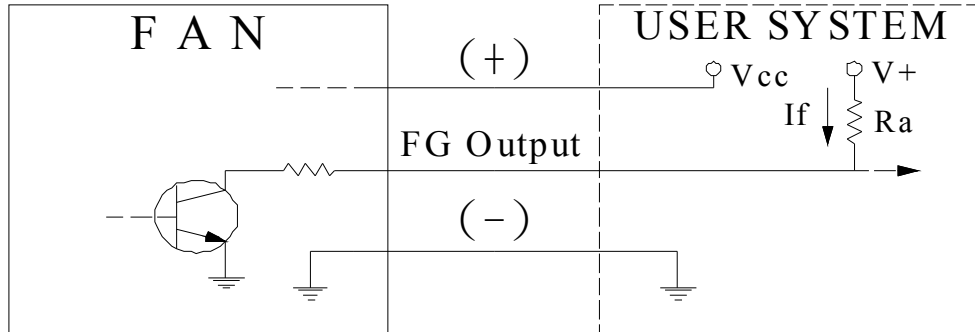 F A N
USER SYSTEM
(+)
Vcc
V+
If
Ra
FG Output
(-)